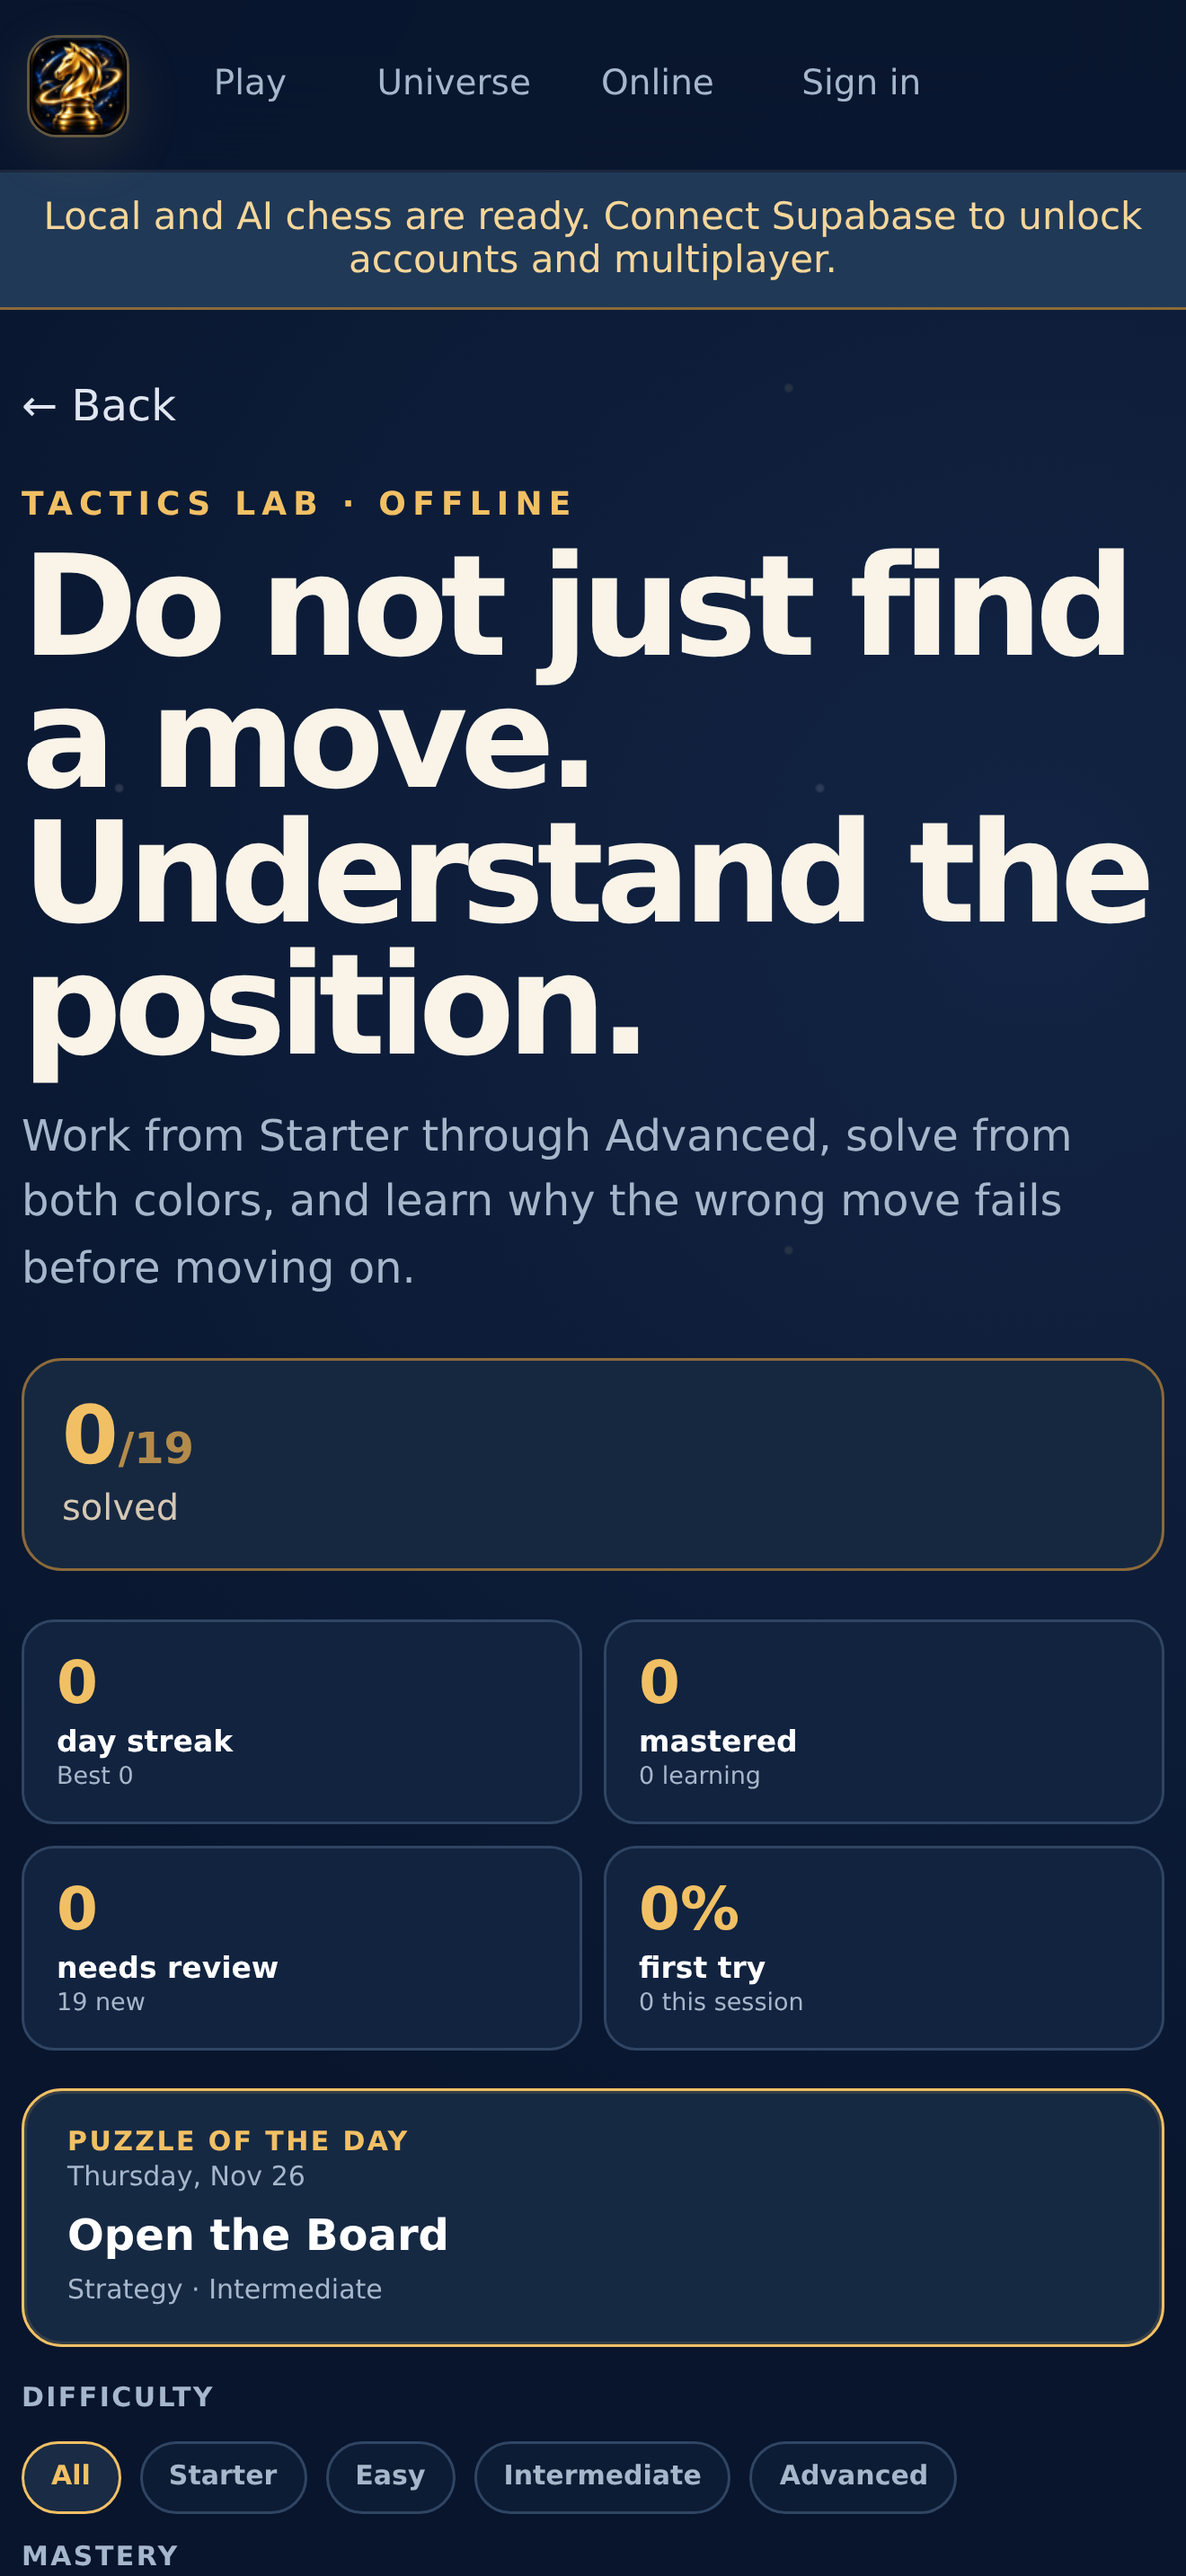 Play Universe Online Sign in
Local and AI chess are ready. Connect Supabase to unlock
accounts and multiplayer.
← Back
TACTICS LAB · OFFLINE
Do not just find
a move.
Understand the
position.
Work from Starter through Advanced, solve from
both colors, and learn why the wrong move fails
before moving on.
0/19
solved
0
day streak
Best 0
0
mastered
0 learning
0
needs review
19 new
0%
first try
0 this session
PUZZLE OF THE DAY
Thursday, Nov 26
Open the Board
Strategy · Intermediate
DIFFICULTY
All Starter Easy Intermediate Advanced
MASTERY